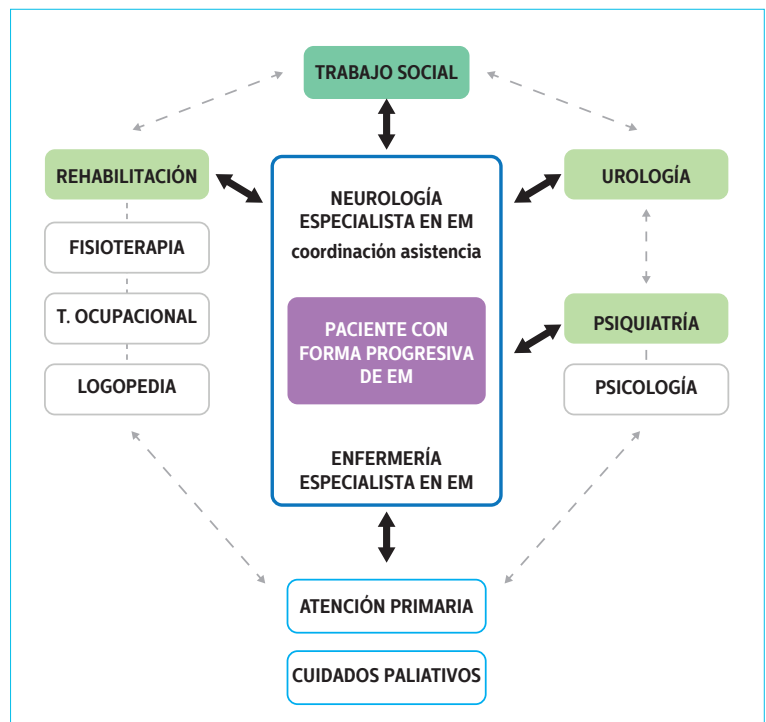 TRABAJO SOCIAL
REHABILITACIÓN
FISIOTERAPIA
T. OCUPACIONAL
LOGOPEDIA
NEUROLOGÍA
ESPECIALISTA EN EM
coordinación asistencia
PACIENTE CON
FORMA PROGRESIVA
DE EM
ENFERMERÍA
ESPECIALISTA EN EM
UROLOGÍA
PSIQUIATRÍA
PSICOLOGÍA
ATENCIÓN PRIMARIA
CUIDADOS PALIATIVOS